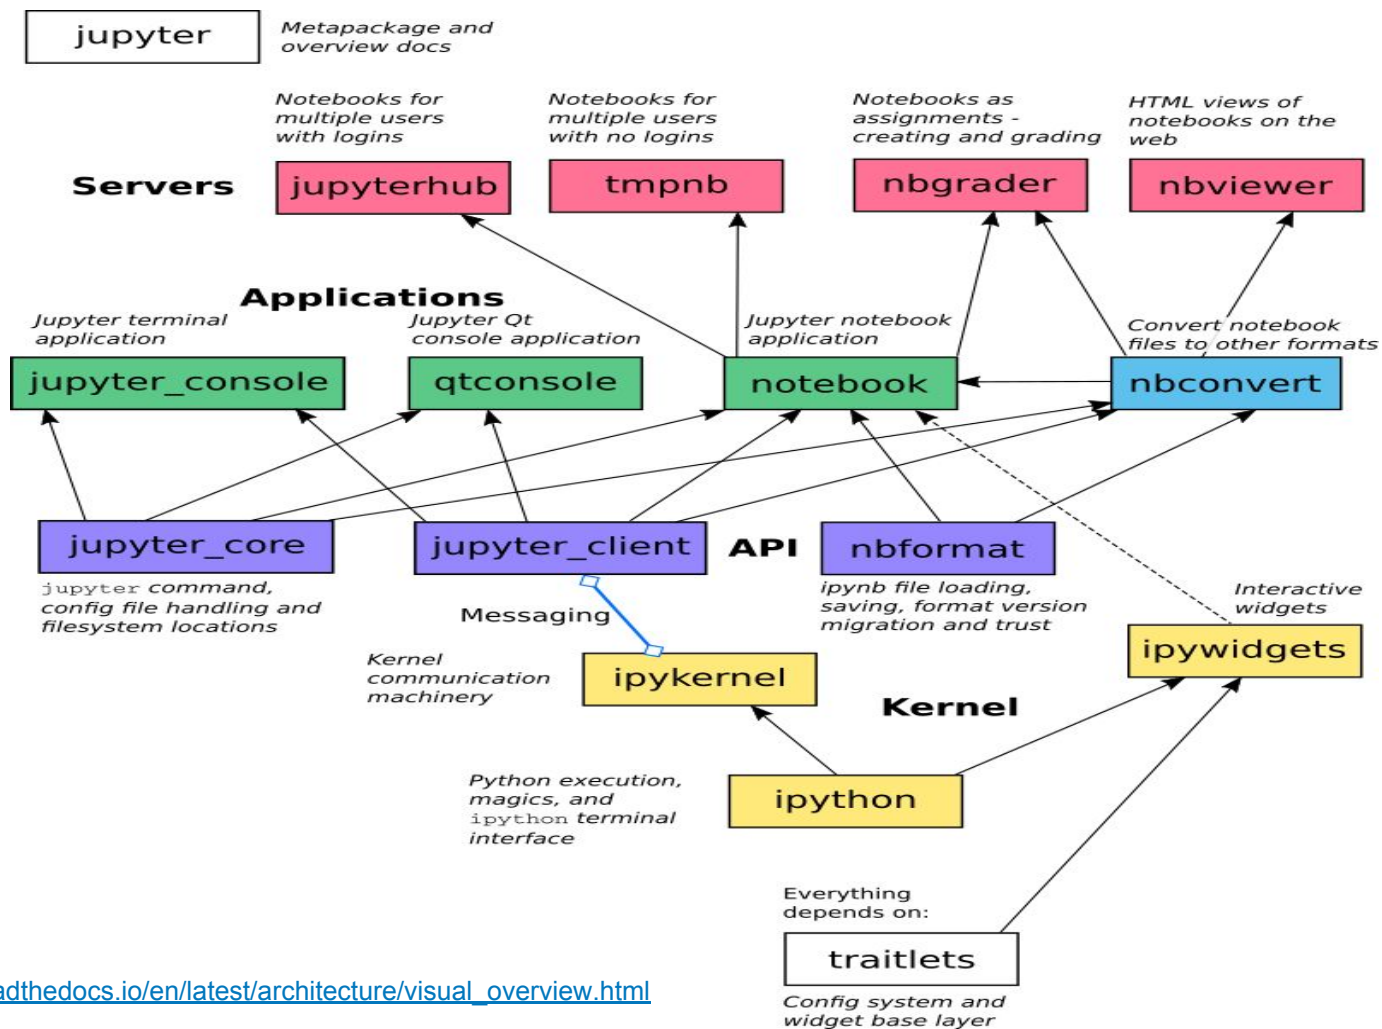 jupyter
Metapackage and
overview docs
Notebooks for
multiple users
with logins
Notebooks for
multiple users
with no logins
Notebooks as
assignments -
creating and grading
HTML views of
notebooks on the
web
Servers
jupyterhub
tmpnb
nbgrader
nbviewer
Applications
Jupyter terminal
application
Jupyter Qt
console application
Jupyter notebook
application
Convert notebook
files to other formats
jupyter_console
qtconsole
notebook
nbconvert
jupyter_core
jupyter_client
API
nbformat
jupyter command,
config file handling and
filesystem locations
Messaging
ipynb file loading,
saving, format version
migration and trust
Interactive
widgets
Kernel
communication
machinery
ipykernel
ipywidgets
Kernel
Python execution,
magics, and
ipython terminal
interface
ipython
Everything
depends on:
traitlets
Config system and
widget base layer
adthedocs.io/en/latest/architecture/visual_overview.html